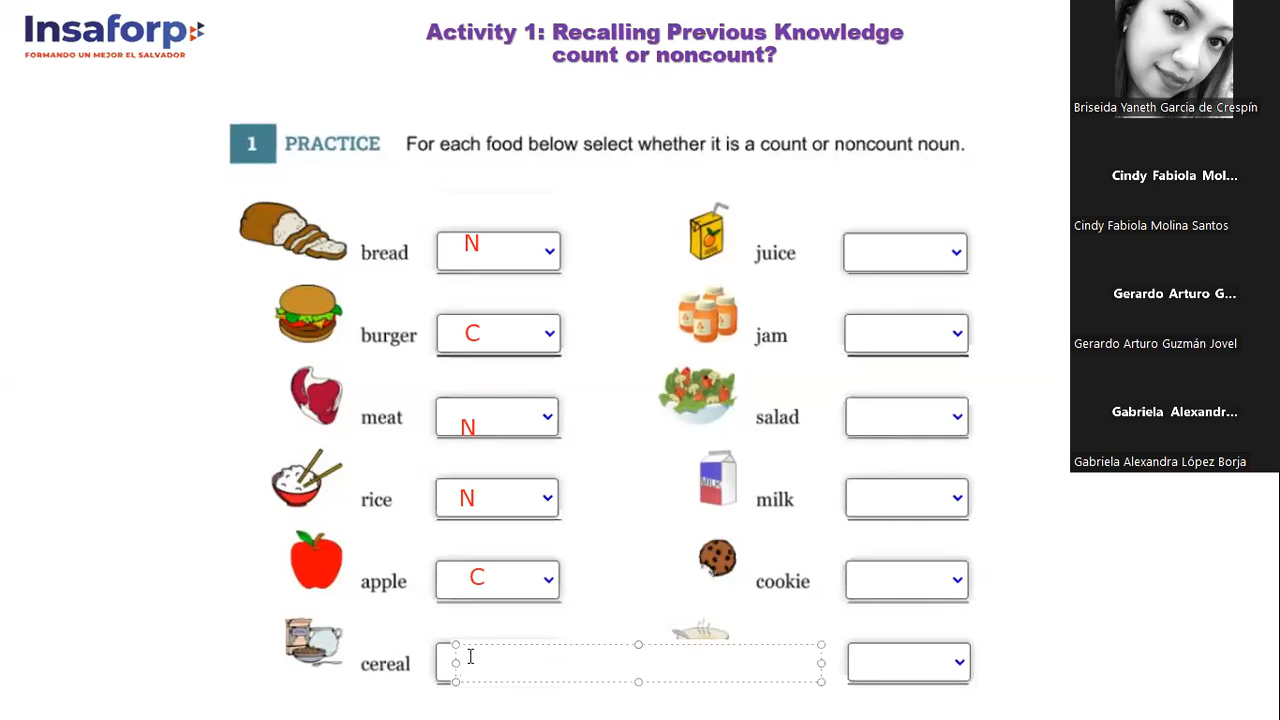 Insaforp
FORMANDO UN MEJOR EL SALVADOR
Activity 1: Recalling Previous Knowledge
count or noncount?
1 PRACTICE For each food below select whether it is a count or noncount noun.
bread N
burger C
meat N
rice N
apple C
cereal
juice
jam
salad
MILK
milk
cookie
Briseida Yaneth Garcia de Crespín
Cindy Fabiola Mol...
Cindy Fabiola Molina Santos
Gerardo Arturo G...
Gerardo Arturo Guzmán Jovel
Gabriela Alexandr...
Gabriela Alexandra López Borja